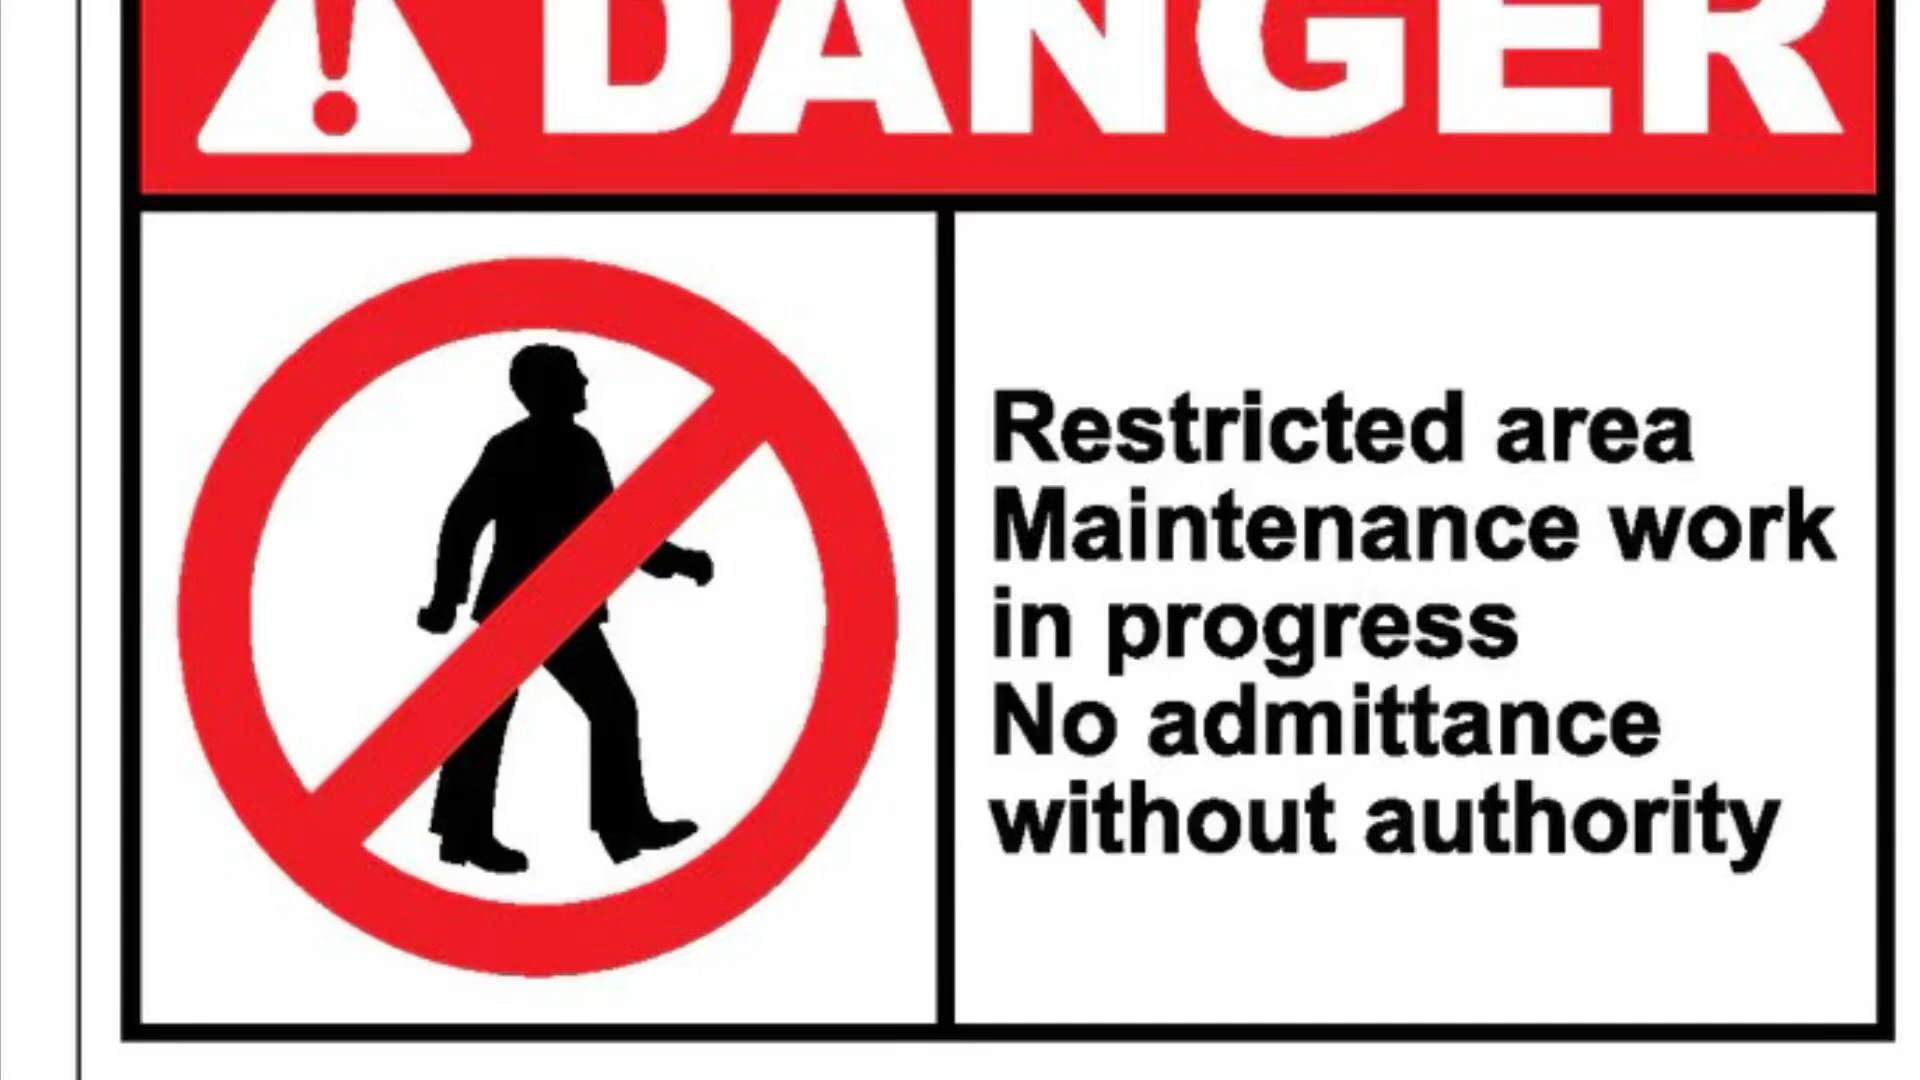 DANGER
Restricted area
Maintenance work
in progress
No admittance
without authority